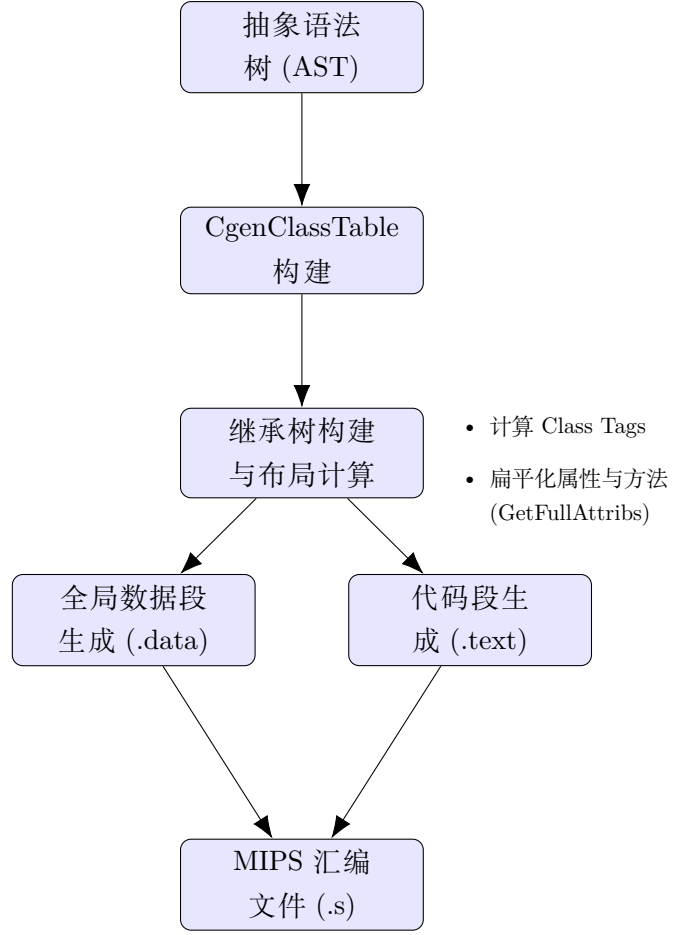 抽象语法
树 (AST)
CgenClassTable
构建
继承树构建
与布局计算
• 计算 Class Tags
• 扁平化属性与方法
(GetFullAttribs)
全局数据段
生成 (.data)
代码段生
成 (.text)
MIPS 汇编
文件 (.s)